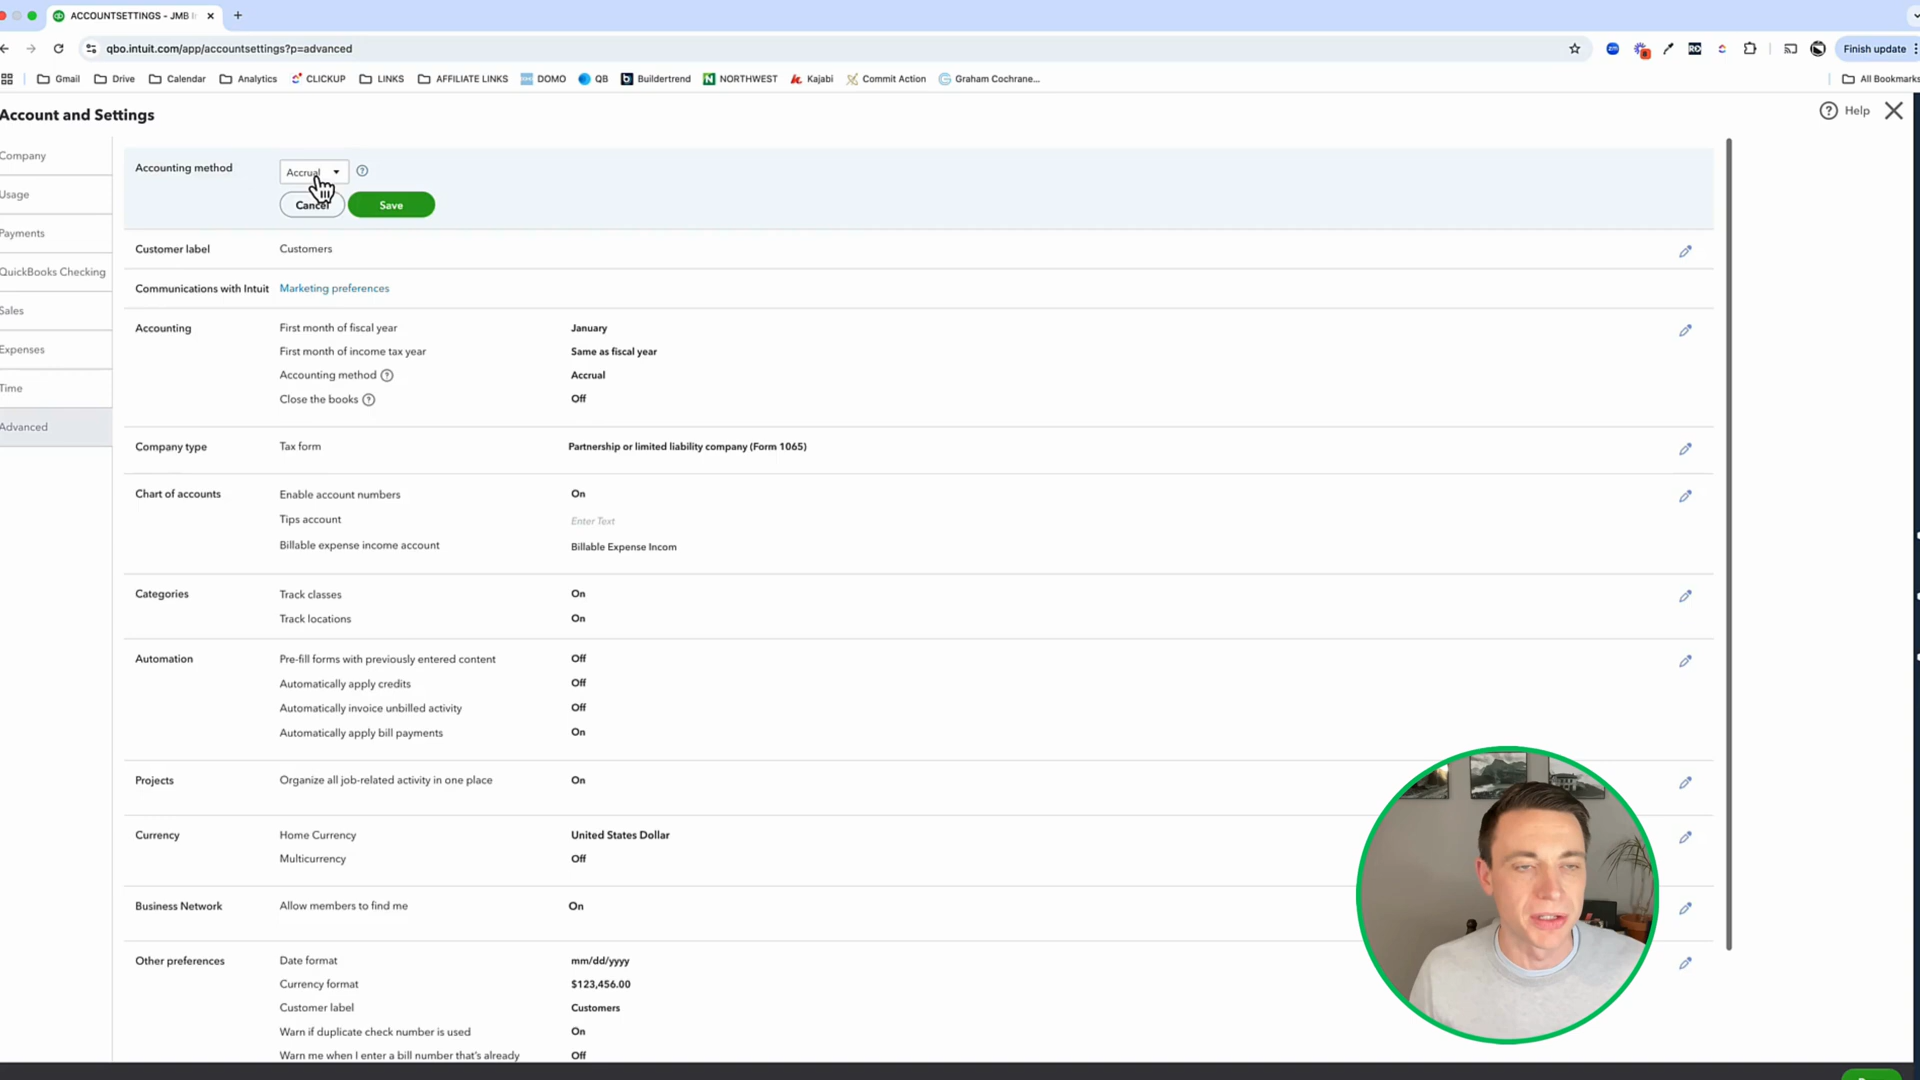 ACCOUNTSETTINGS - JMB
qbo.intuit.com/app/accountsettings?p=advanced
Finish update
Gmail Drive Calendar Analytics CLICKUP LINKS AFFILIATE LINKS DOMO QB Buildertrend NORTHWEST Kajabi Commit Action Graham Cochrane... All Bookmarks
Account and Settings
Help
Company
Usage
Payments
QuickBooks Checking
Sales
Expenses
Time
Advanced
Accounting method Accrual
Cancel Save
Customer label Customers
Communications with Intuit Marketing preferences
Accounting First month of fiscal year January
First month of income tax year Same as fiscal year
Accounting method Accrual
Close the books Off
Company type Tax form Partnership or limited liability company (Form 1065)
Chart of accounts Enable account numbers On
Tips account Enter Text
Billable expense income account Billable Expense Incom
Categories Track classes On
Track locations On
Automation Pre-fill forms with previously entered content Off
Automatically apply credits Off
Automatically invoice unbilled activity Off
Automatically apply bill payments On
Projects Organize all job-related activity in one place On
Currency Home Currency United States Dollar
Multicurrency Off
Business Network Allow members to find me On
Other preferences Date format mm/dd/yyyy
Currency format $123,456.00
Customer label Customers
Warn if duplicate check number is used On
Warn me when I enter a bill number that's already Off